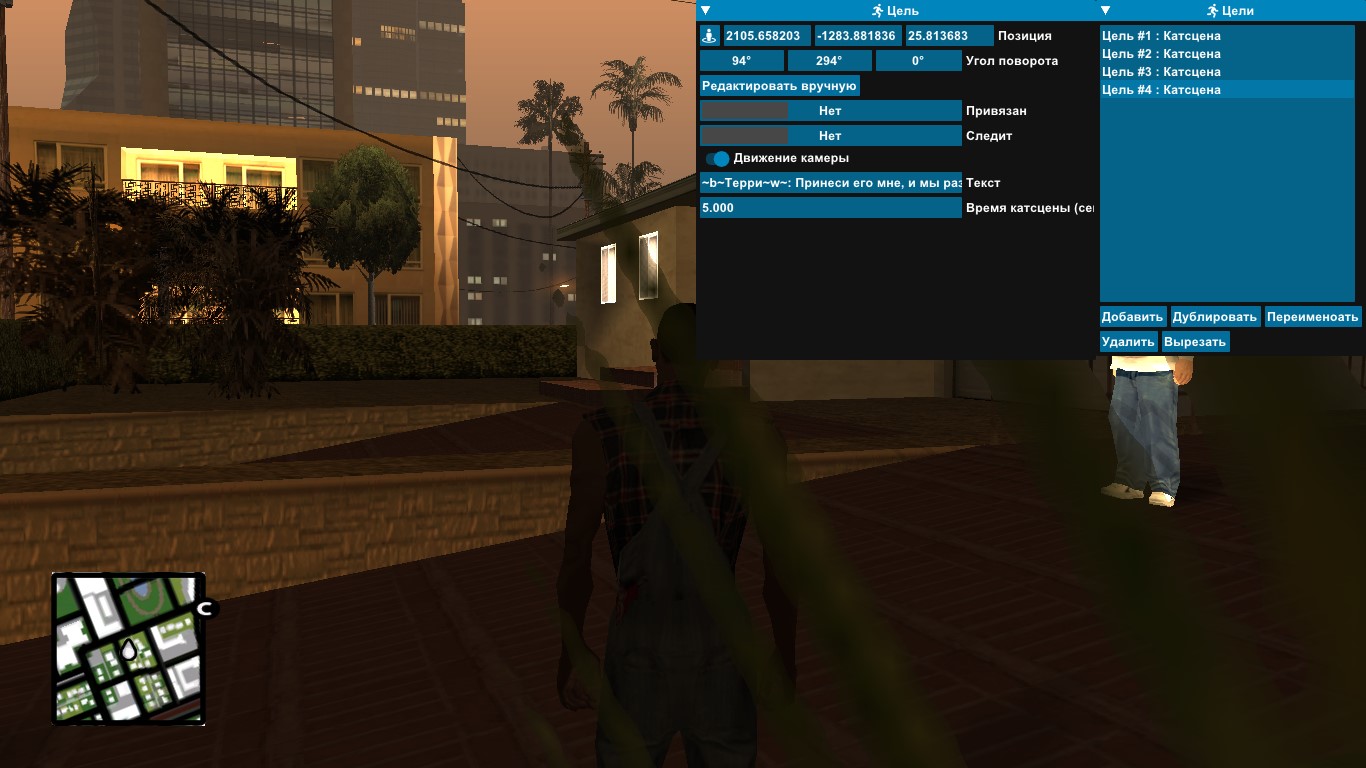 Цель
2105.658203 -1283.881836 25.813683 Позиция
94° 294° 0° Угол поворота
Редактировать вручную
Нет Привязан
Нет Следит
Движение камеры
~b~Терри~w~: Принеси его мне, и мы раз Текст
5.000 Время катсцены (се
Цели
Цель #1 : Катсцена
Цель #2 : Катсцена
Цель #3 : Катсцена
Цель #4 : Катсцена
Добавить Дублировать Переименоать
Удалить Вырезать
С